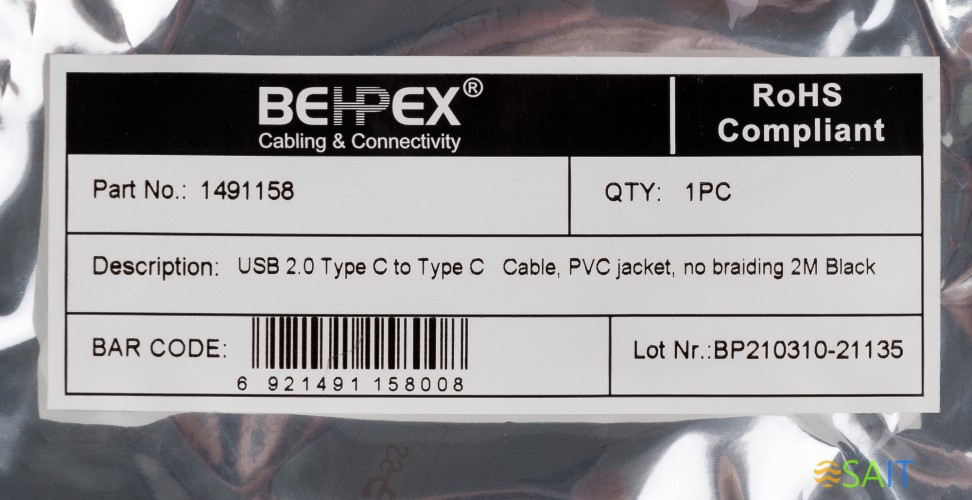 BEHPEX®
Cabling & Connectivity
RoHS
Compliant
Part No.: 1491158
QTY: 1PC
Description: USB 2.0 Type C to Type C Cable, PVC jacket, no braiding 2M Black
BAR CODE:
6 921491 158008
Lot Nr.:BP210310-21135
SAIT